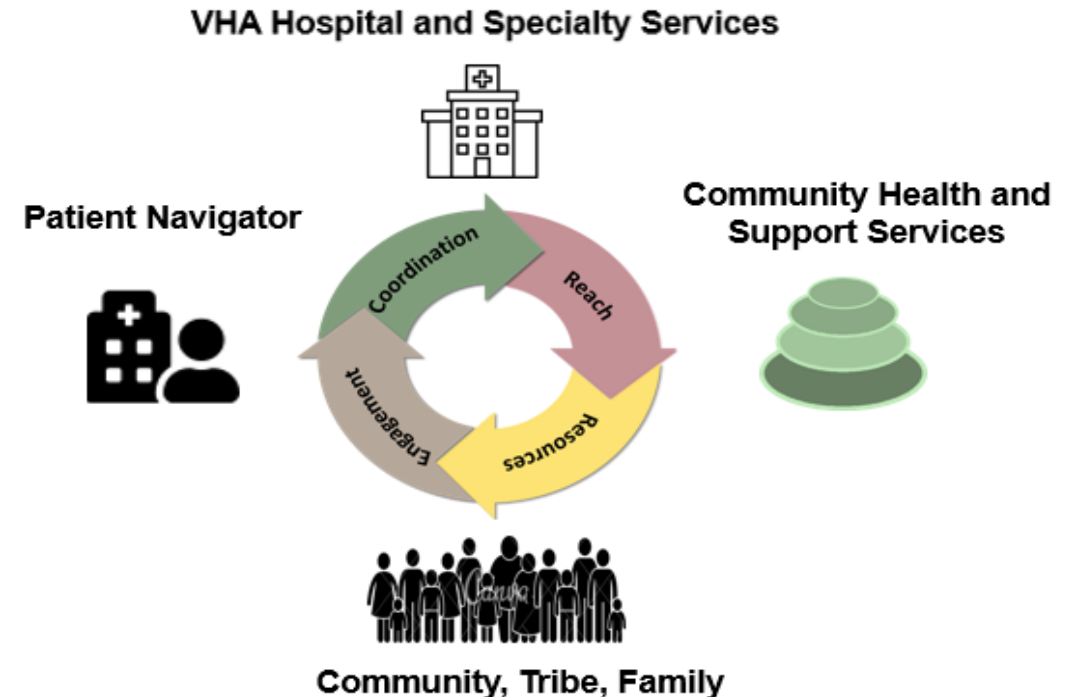 VHA Hospital and Specialty Services
Patient Navigator
Community Health and
Support Services
Coordination
Reach
Engagement
Resources
Canva
Community, Tribe, Family